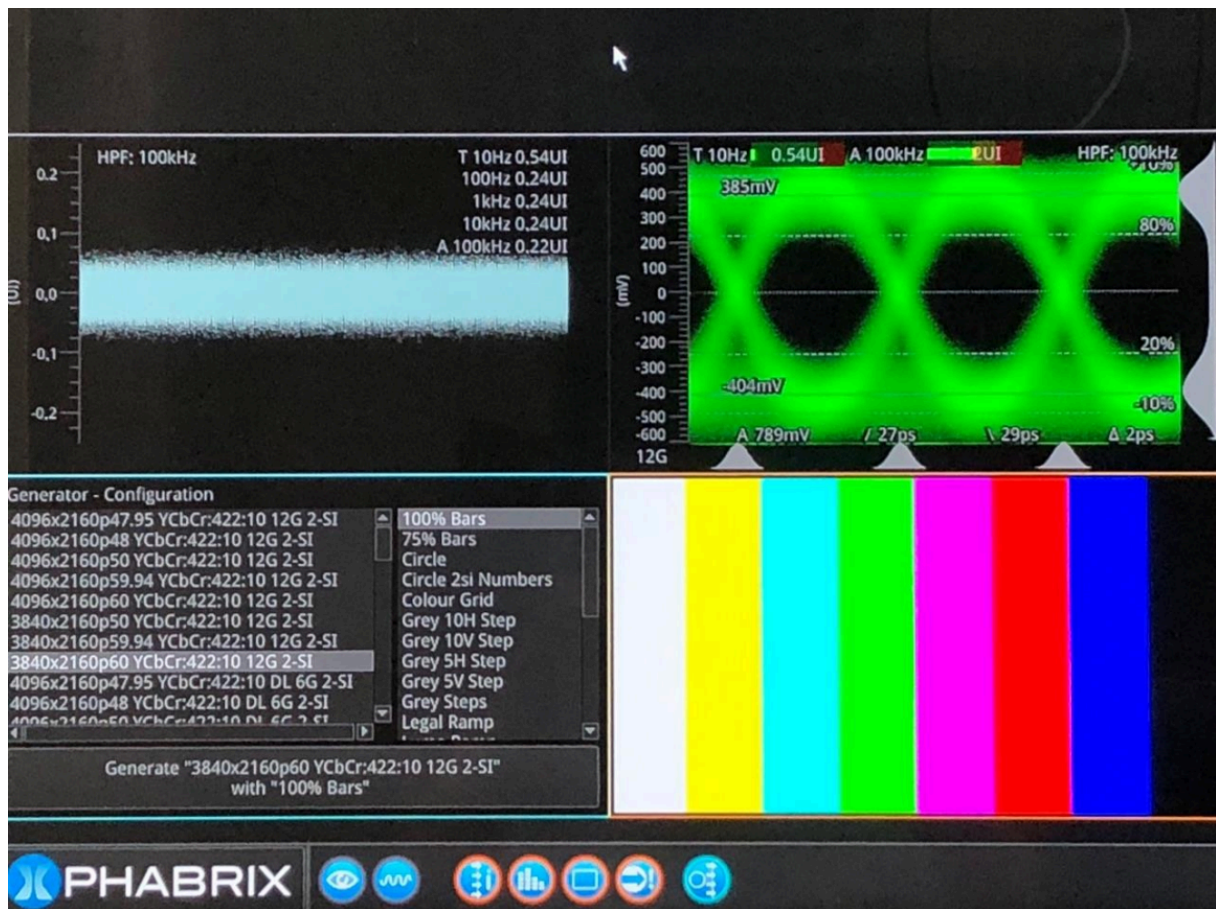 HPF: 100kHz
T 10Hz 0.54UI
100Hz 0.24UI
1kHz 0.24UI
10kHz 0.24UI
A 100kHz 0.22UI
0.2
0.1
0.0
-0.1
-0.2
(UI)
T 10Hz 0.54UI A 100kHz 2UI HPF: 100kHz
600
500
400
300
200
100
0
-100
-200
-300
-400
-500
-600
(mV)
385mV
80%
20%
-404mV
-10%
A 789mV / 27ps \ 29ps Δ 2ps
12G
Generator - Configuration
4096x2160p47.95 YCbCr:422:10 12G 2-SI
4096x2160p48 YCbCr:422:10 12G 2-SI
4096x2160p50 YCbCr:422:10 12G 2-SI
4096x2160p59.94 YCbCr:422:10 12G 2-SI
4096x2160p60 YCbCr:422:10 12G 2-SI
3840x2160p50 YCbCr:422:10 12G 2-SI
3840x2160p59.94 YCbCr:422:10 12G 2-SI
3840x2160p60 YCbCr:422:10 12G 2-SI
4096x2160p47.95 YCbCr:422:10 DL 6G 2-SI
4096x2160p48 YCbCr:422:10 DL 6G 2-SI
100% Bars
75% Bars
Circle
Circle 2si Numbers
Colour Grid
Grey 10H Step
Grey 10V Step
Grey 5H Step
Grey 5V Step
Grey Steps
Legal Ramp
Generate "3840x2160p60 YCbCr:422:10 12G 2-SI"
with "100% Bars"
PHABRIX